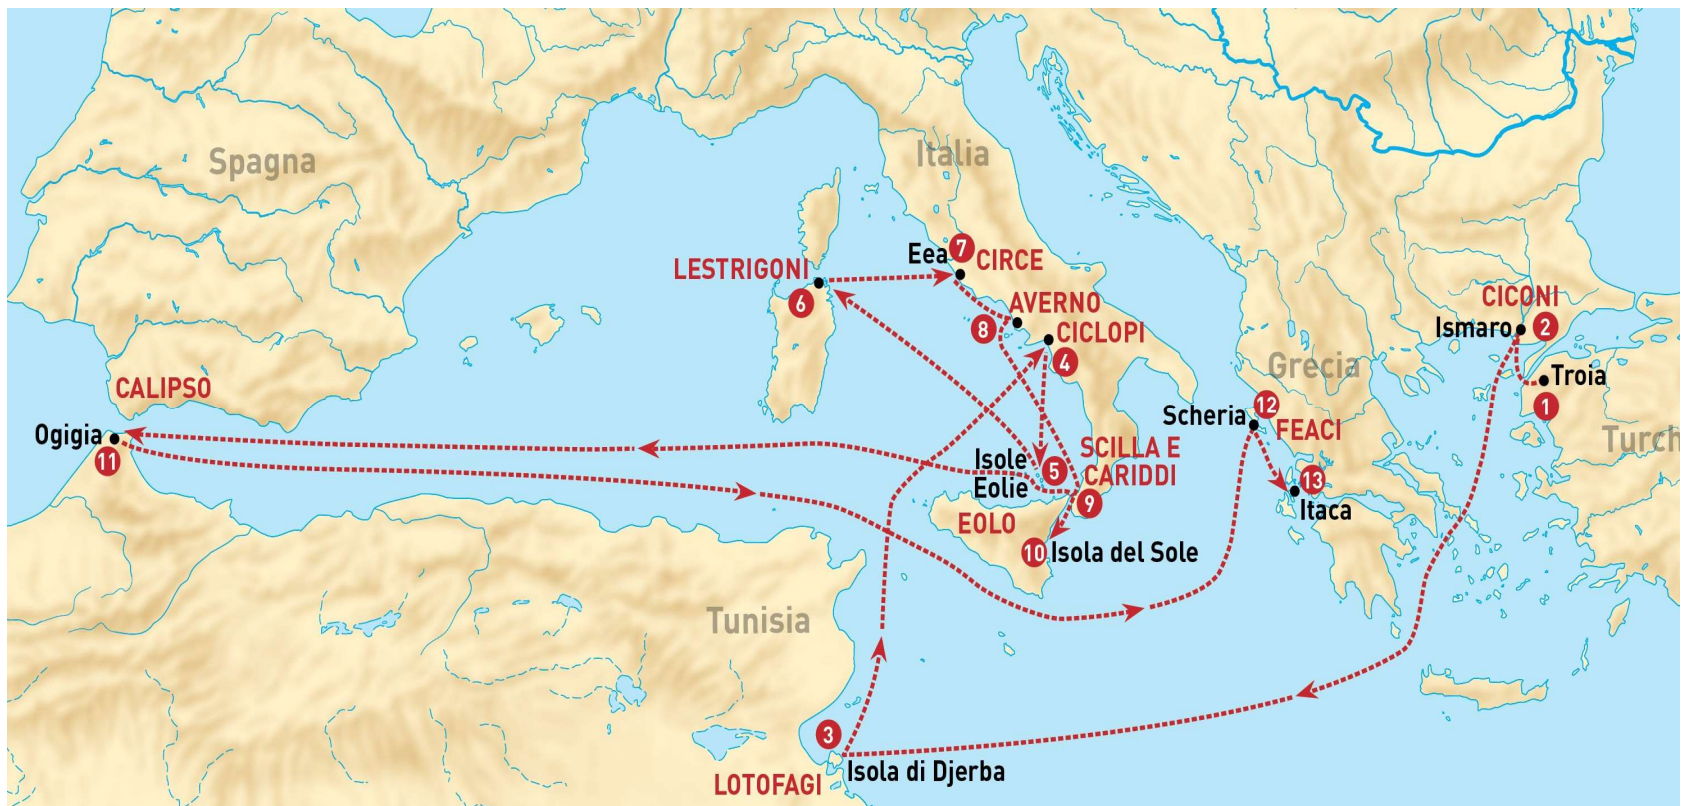 Spagna
Italia
Eea
7
CIRCE
LESTRIGONI
6
AVERNO
8
CICLOPI
4
CICONI
Ismaro
2
Grecia
Troia
1
CALIPSO
Ogigia
11
Scheria
12
FEACI
Turch
SCILLA E
CARIDDI
9
Isole
Eolie
5
13
Itaca
EOLO
10
Isola del Sole
Tunisia
3
LOTOFAGI
Isola di Djerba